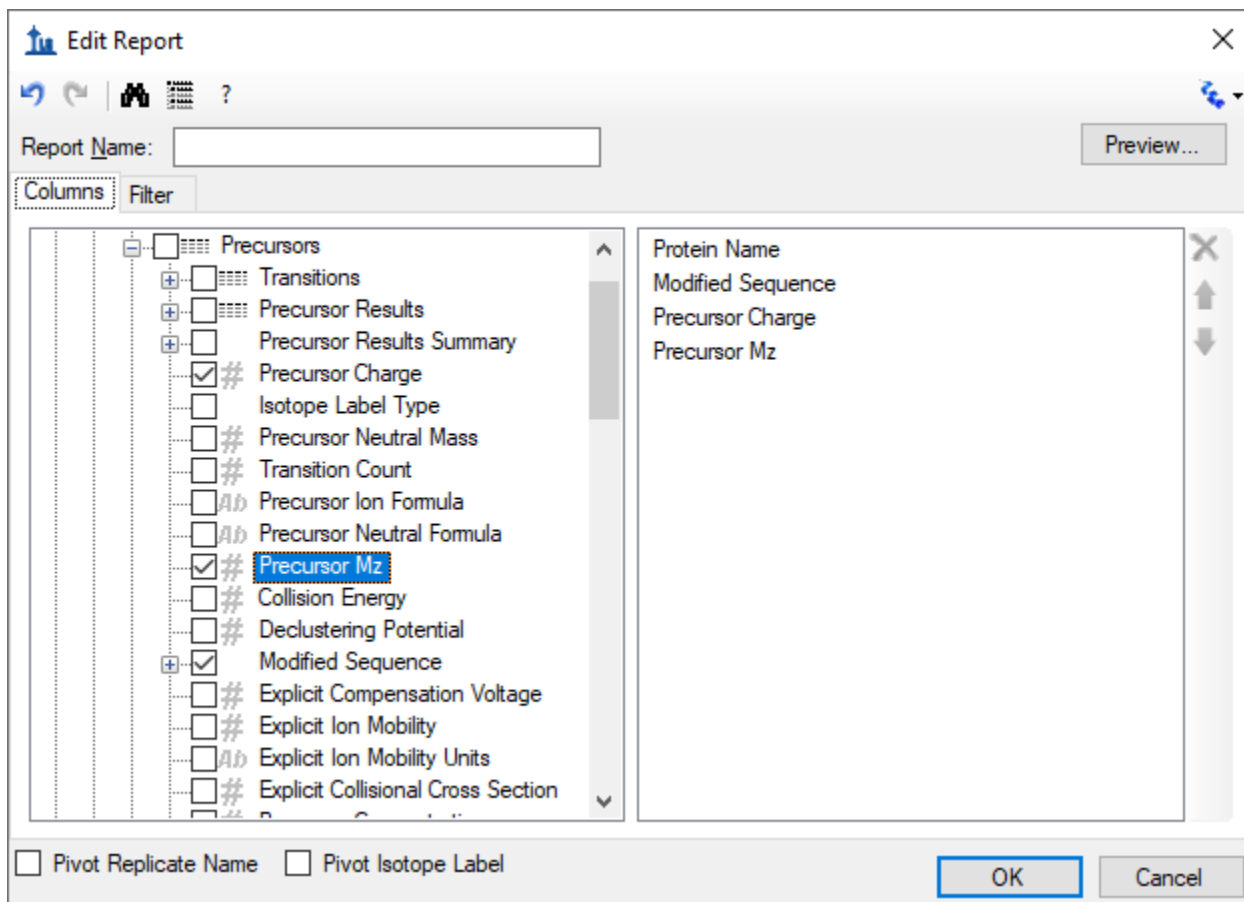 Edit Report
?
Report Name:
Preview...
Columns
Filter
Precursors
Transitions
Precursor Results
Precursor Results Summary
# Precursor Charge
Isotope Label Type
# Precursor Neutral Mass
# Transition Count
Ab Precursor Ion Formula
Ab Precursor Neutral Formula
# Precursor Mz
# Collision Energy
# Declustering Potential
Modified Sequence
# Explicit Compensation Voltage
# Explicit Ion Mobility
Ab Explicit Ion Mobility Units
# Explicit Collisional Cross Section
Protein Name
Modified Sequence
Precursor Charge
Precursor Mz
Pivot Replicate Name
Pivot Isotope Label
OK
Cancel